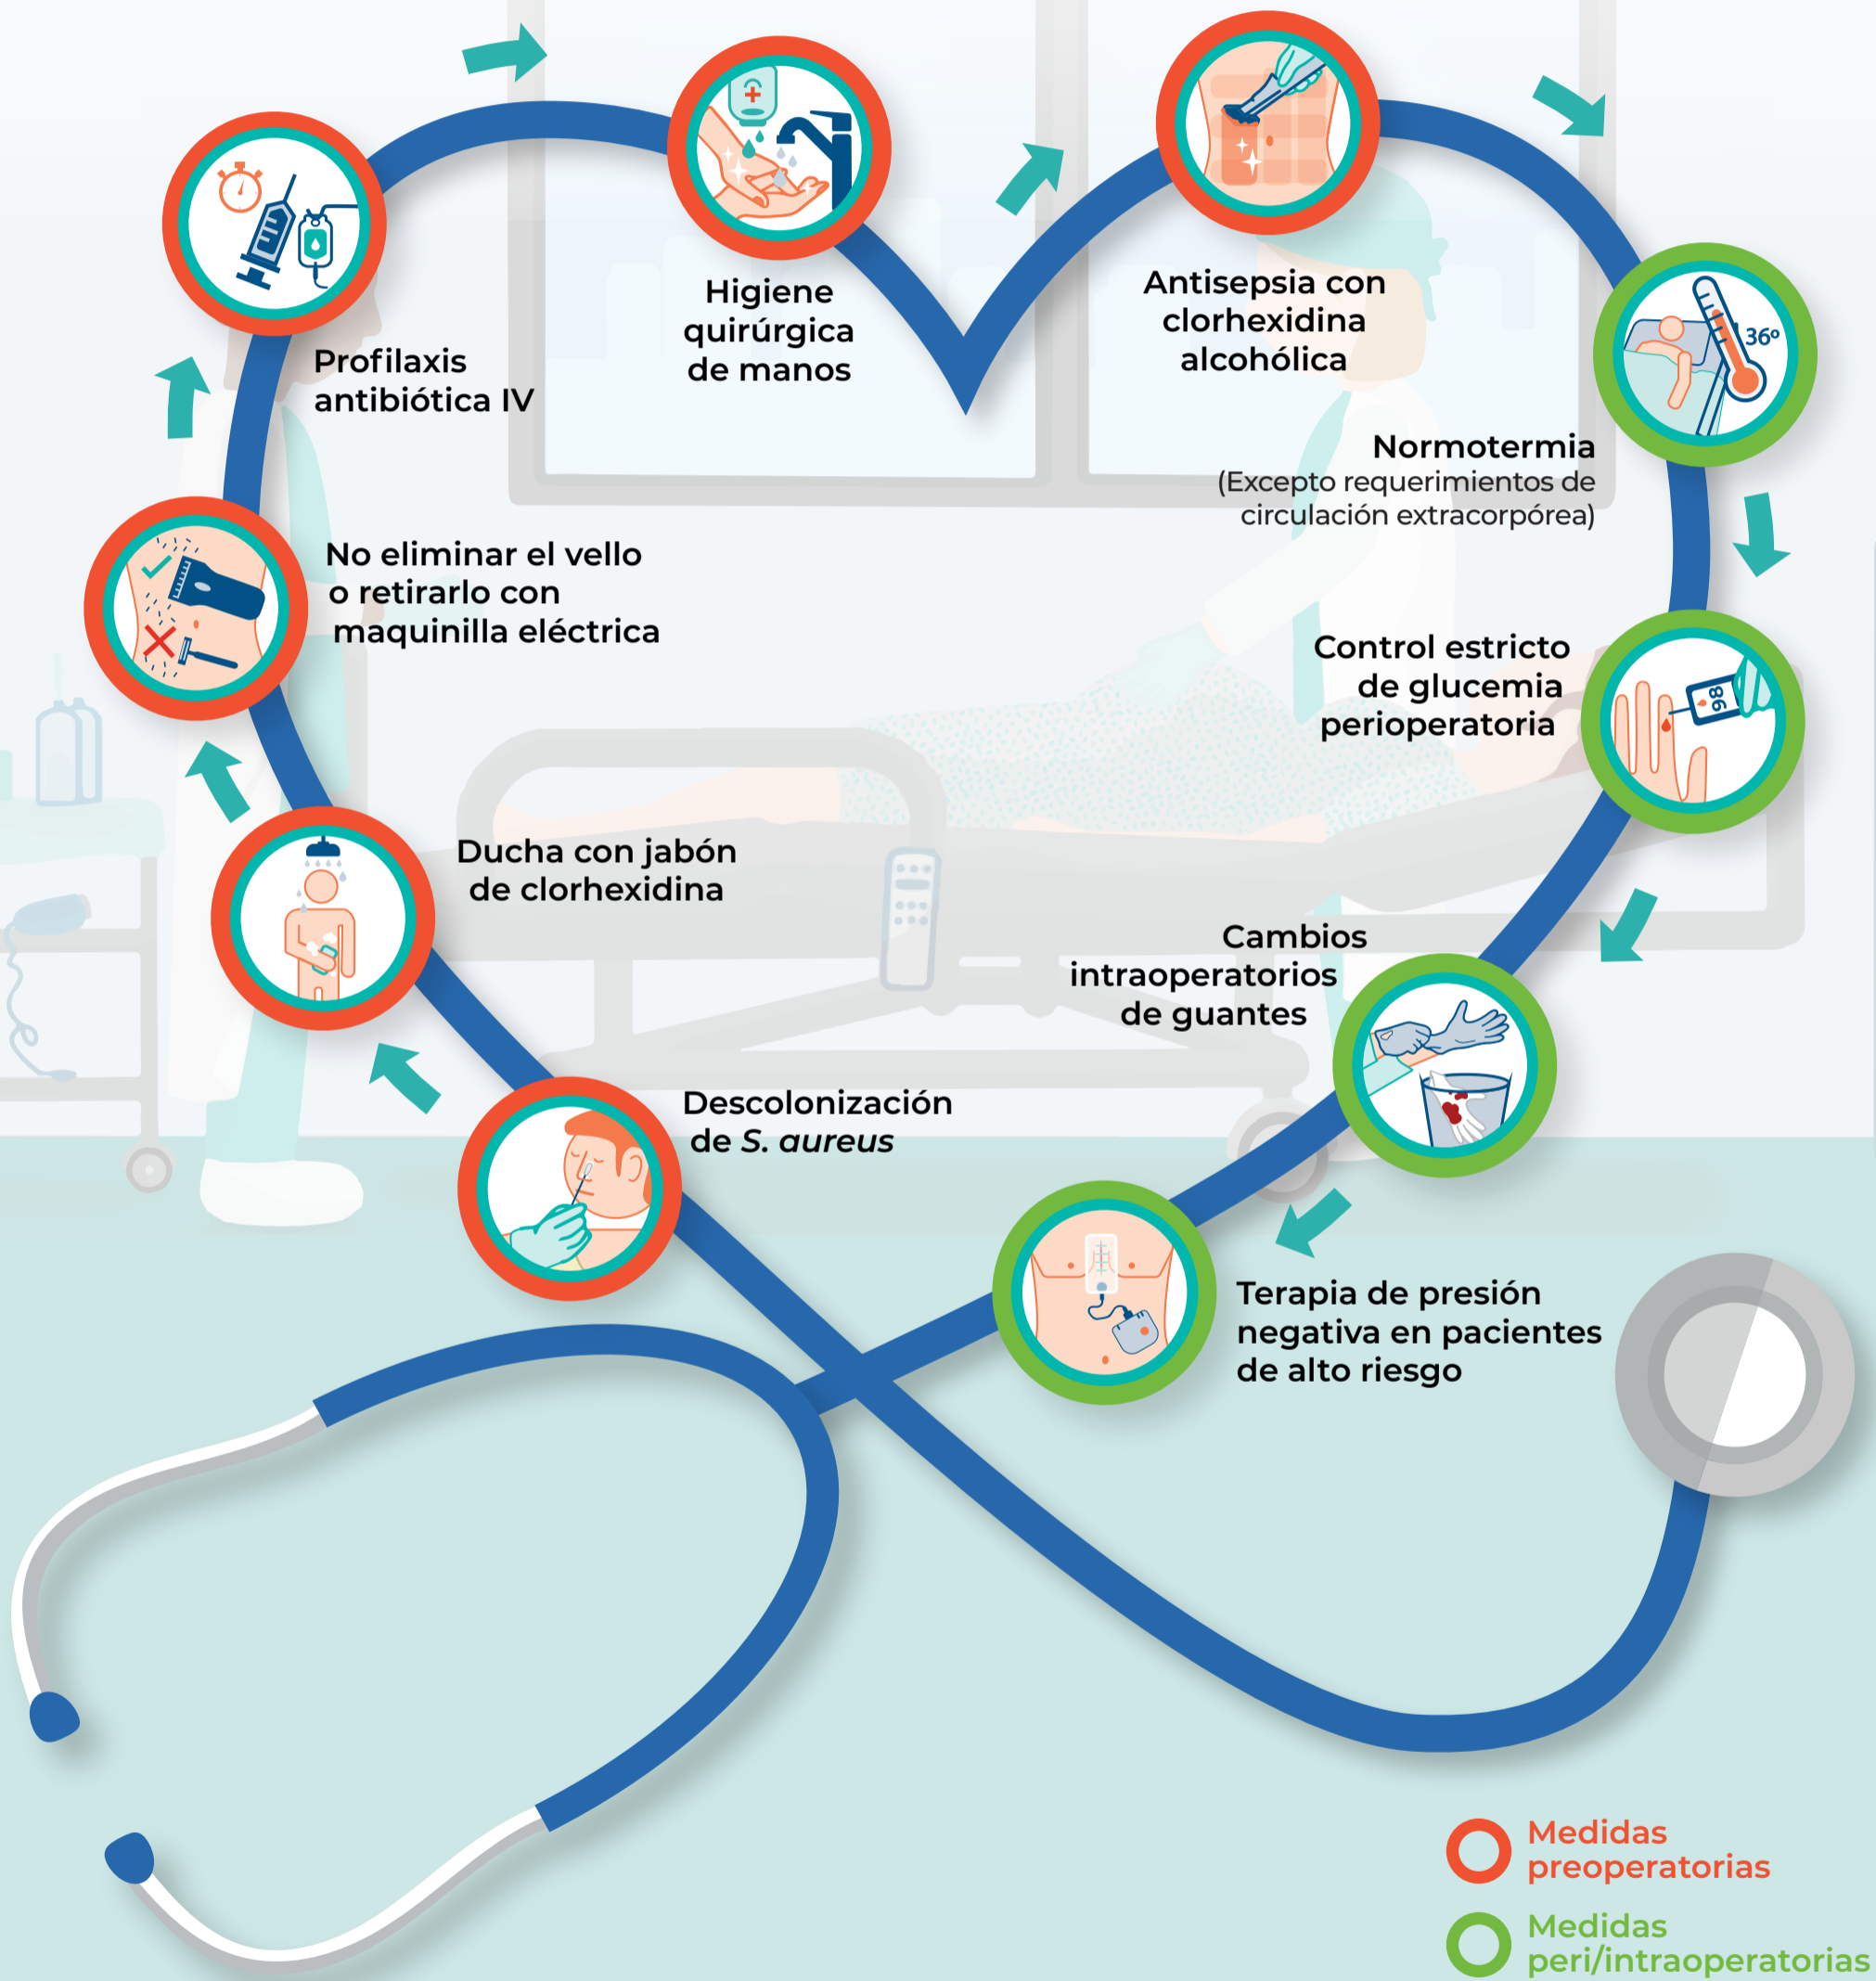 Higiene
quirúrgica
de manos
Antisepsia con
clorhexidina
alcohólica
Profilaxis
antibiótica IV
36º
Normotermia
(Excepto requerimientos de
circulación extracorpórea)
No eliminar el vello
o retirarlo con
maquinilla eléctrica
Control estricto
de glucemia
perioperatoria
98
Ducha con jabón
de clorhexidina
Cambios
intraoperatorios
de guantes
Descolonización
de S. aureus
Terapia de presión
negativa en pacientes
de alto riesgo
Medidas
preoperatorias
Medidas
peri/intraoperatorias